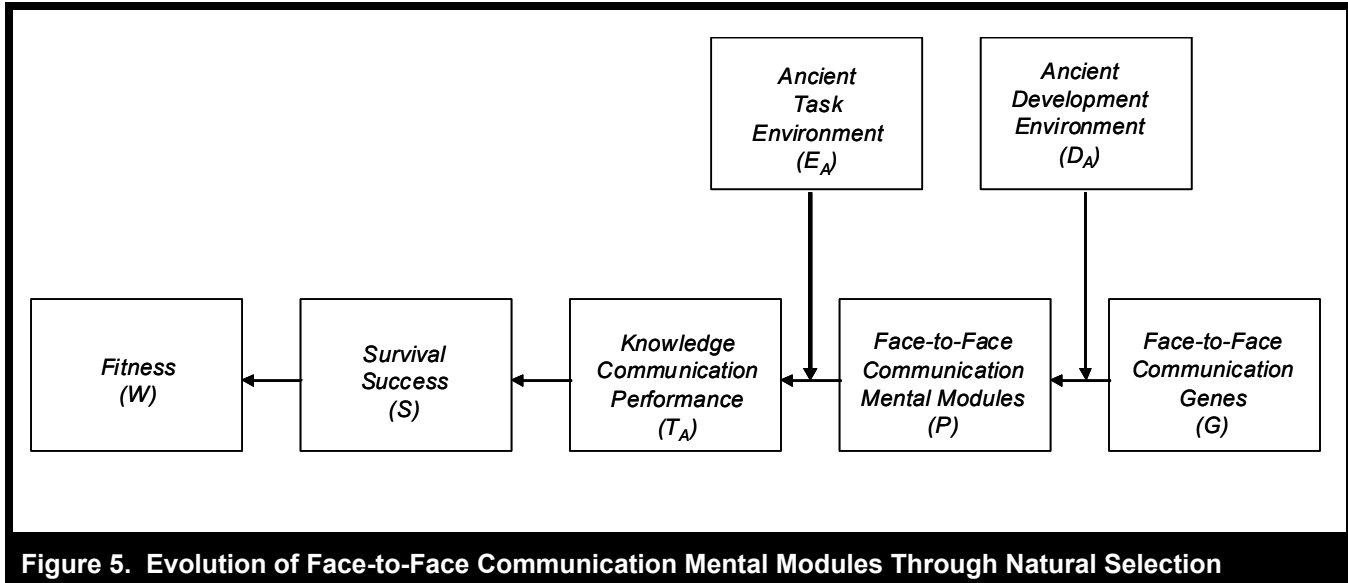 Ancient
Task
Environment
(E_A)
Ancient
Development
Environment
(D_A)
Fitness
(W)
Survival
Success
(S)
Knowledge
Communication
Performance
(T_A)
Face-to-Face
Communication
Mental Modules
(P)
Face-to-Face
Communication
Genes
(G)
Figure 5. Evolution of Face-to-Face Communication Mental Modules Through Natural Selection